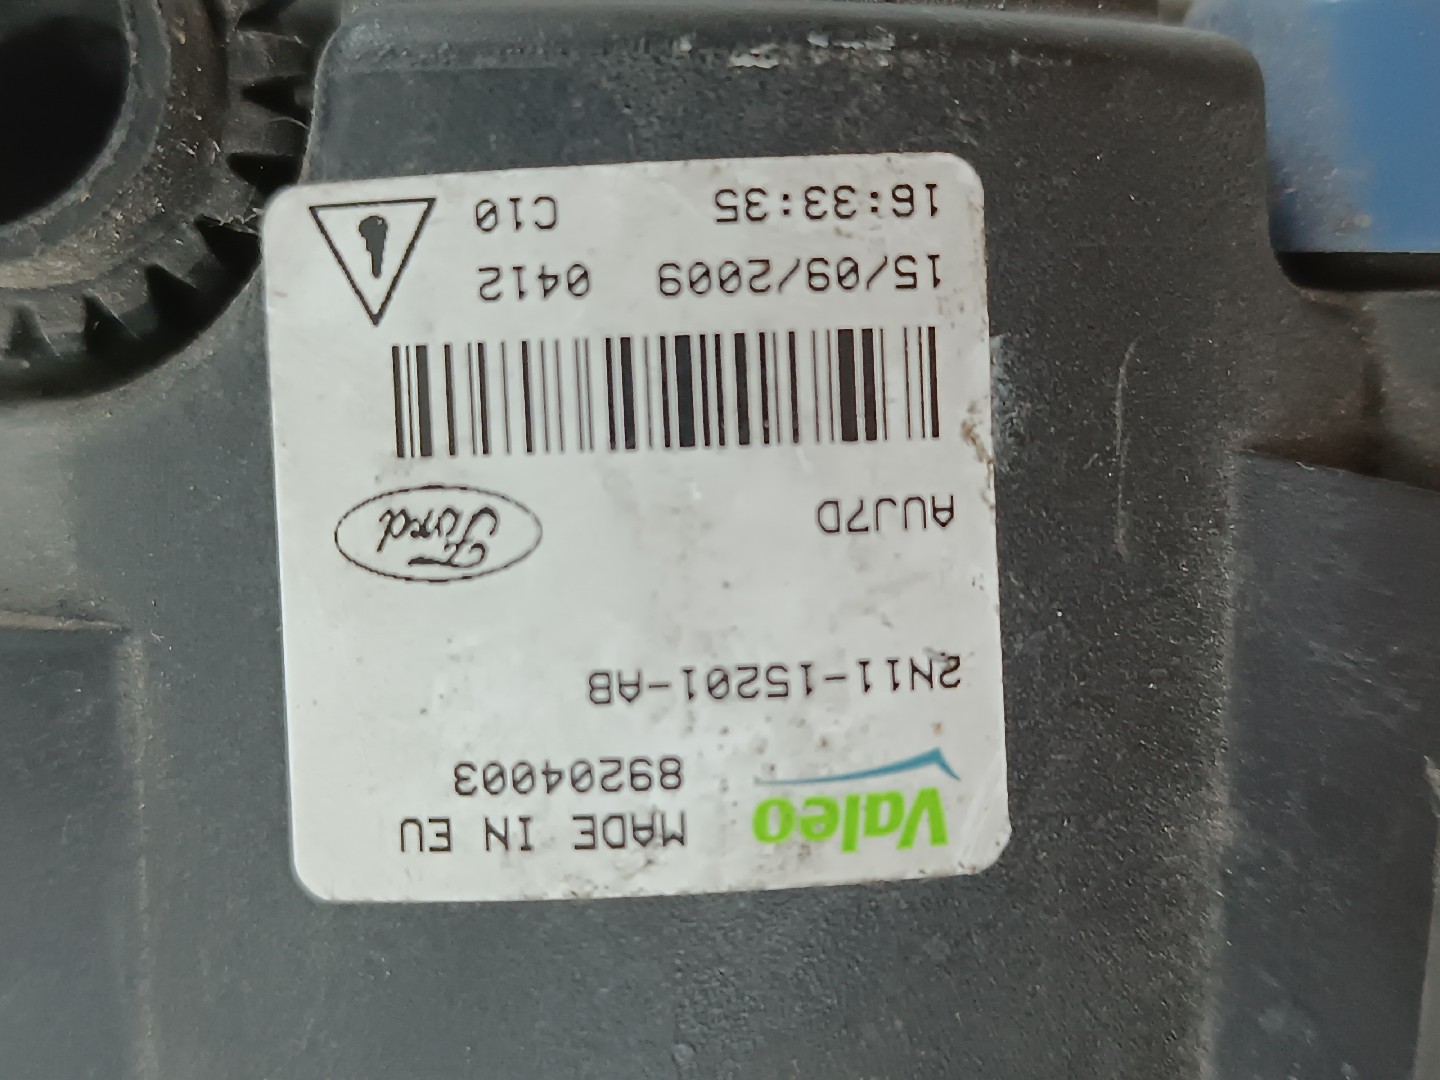 Valeo MADE IN EU
89204003
2N11-15201-AB
AUJ7D Ford
15/09/2009 0412
16:33:35 C10